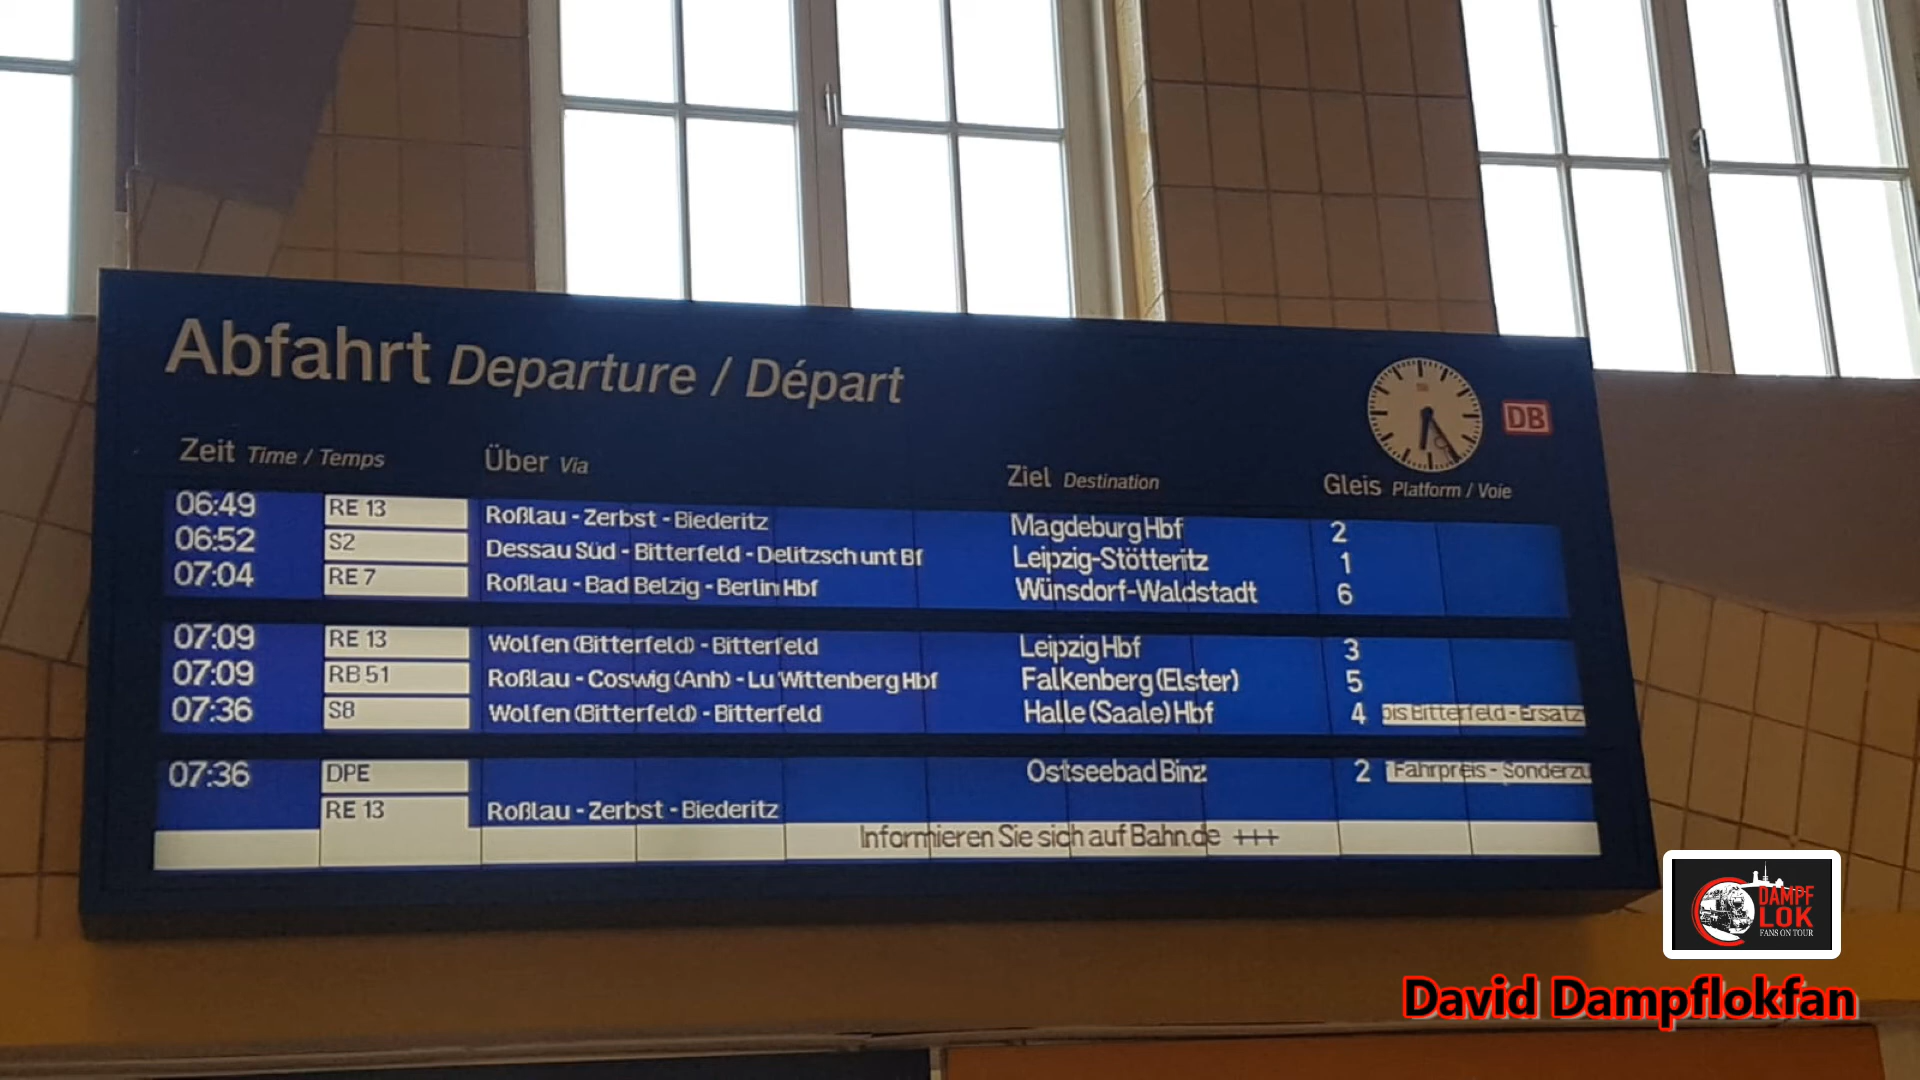 Abfahrt Departure / Départ
DB
Zeit Time / Temps Über Via Ziel Destination Gleis Platform / Voie
06:49 RE 13 Roßlau - Zerbst - Biederitz Magdeburg Hbf 2
06:52 S2 Dessau Süd - Bitterfeld - Delitzsch unt Bf Leipzig-Stötteritz 1
07:04 RE 7 Roßlau - Bad Belzig - Berlin Hbf Wünsdorf-Waldstadt 6
07:09 RE 13 Wolfen (Bitterfeld) - Bitterfeld Leipzig Hbf 3
07:09 RB 51 Roßlau - Coswig (Anh) - Lu Wittenberg Hbf Falkenberg (Elster) 5
07:36 S8 Wolfen (Bitterfeld) - Bitterfeld Halle (Saale) Hbf 4 bis Bitterfeld - Ersatz
07:36 DPE Ostseebad Binz 2 Fahrpreis - Sonderzu
RE 13 Roßlau - Zerbst - Biederitz
Informieren Sie sich auf Bahn.de +++
DAMPF
LOK
FANS ON TOUR
David Dampflokfan